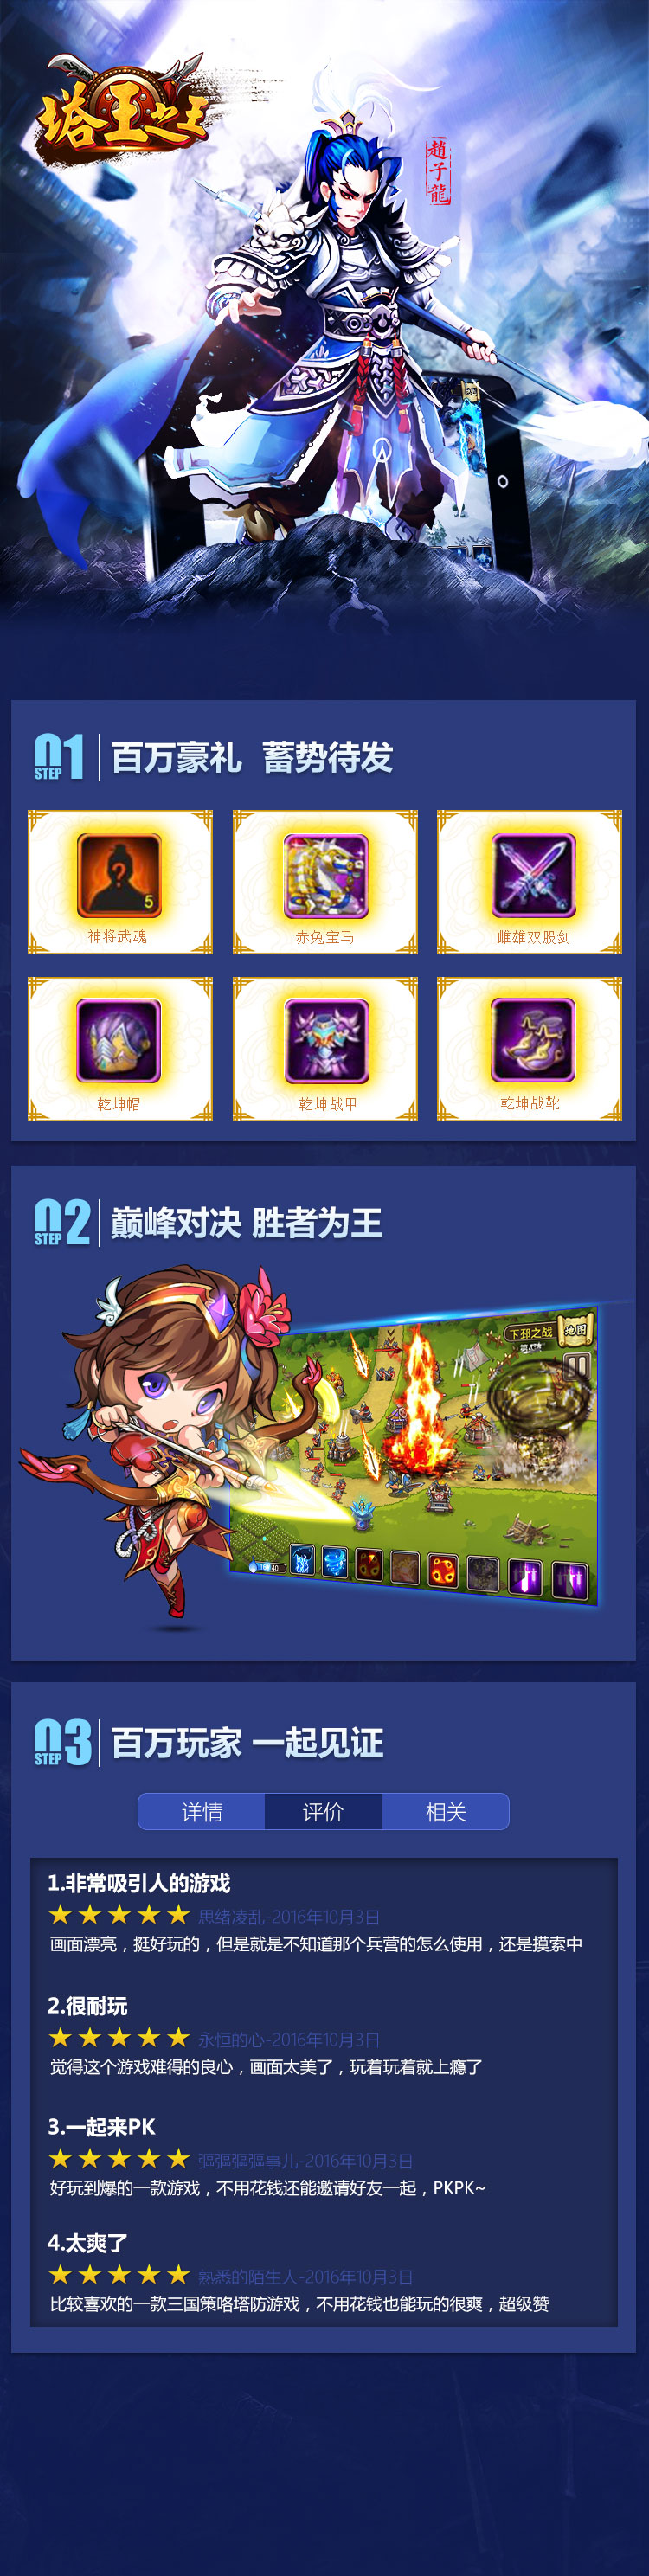 塔王之王
趙子龍
01
STEP
百万豪礼 蓄势待发
5
神将武魂
赤兔宝马
雌雄双股剑
乾坤帽
乾坤战甲
乾坤战靴
02
STEP
巅峰对决 胜者为王
下邳之战
地图
03
STEP
百万玩家 一起见证
详情
评价
相关
1.非常吸引人的游戏
思绪凌乱-2016年10月3日
画面漂亮，挺好玩的，但是就是不知道那个兵营的怎么使用，还是摸索中
2.很耐玩
永恒的心-2016年10月3日
觉得这个游戏难得的良心，画面太美了，玩着玩着就上瘾了
3.一起来PK
彊彊彊彊事儿-2016年10月3日
好玩到爆的一款游戏，不用花钱还能邀请好友一起，PKPK~
4.太爽了
熟悉的陌生人-2016年10月3日
比较喜欢的一款三国策咯塔防游戏，不用花钱也能玩的很爽，超级赞